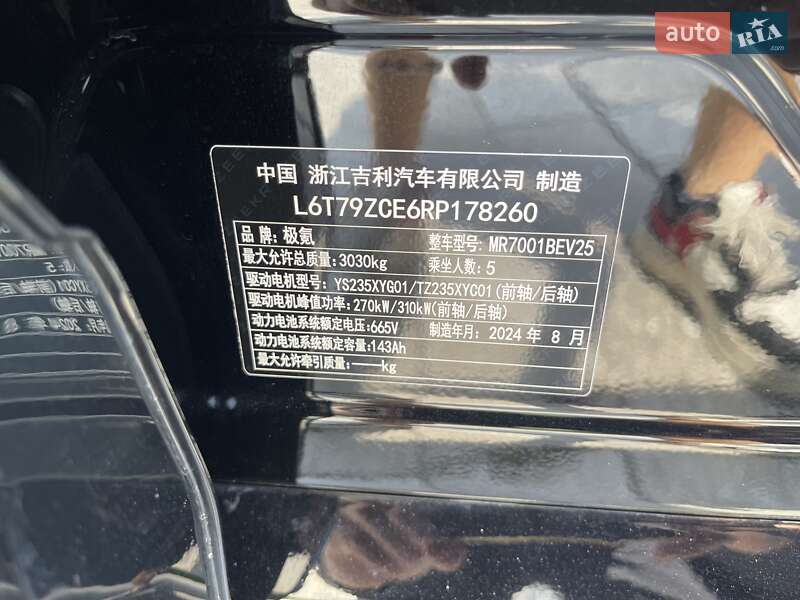 auto RIA .com
中国 浙江吉利汽车有限公司 制造
L6T79ZCE6RP178260
品 牌:极氪 整车型号:MR7001BEV25
最大允许总质量:3030kg 乘坐人数:5
驱动电机型号:YS235XYG01/TZ235XYC01(前轴/后轴)
驱动电机峰值功率:270kW/310kW(前轴/后轴)
动力电池系统额定电压:665V 制造年月:2024 年 8 月
动力电池系统额定容量:143Ah
最大允许牵引质量:——kg